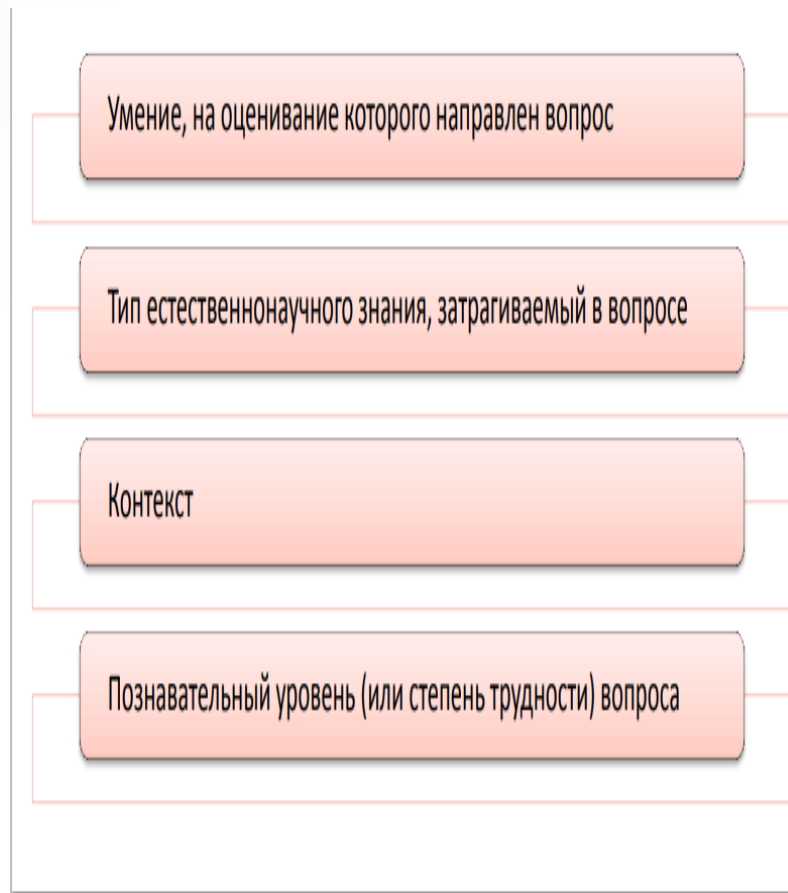 Умение, на оценивание которого направлен вопрос
Тип естественнонаучного знания, затрагиваемый в вопросе
Контекст
Познавательный уровень (или степень трудности) вопроса